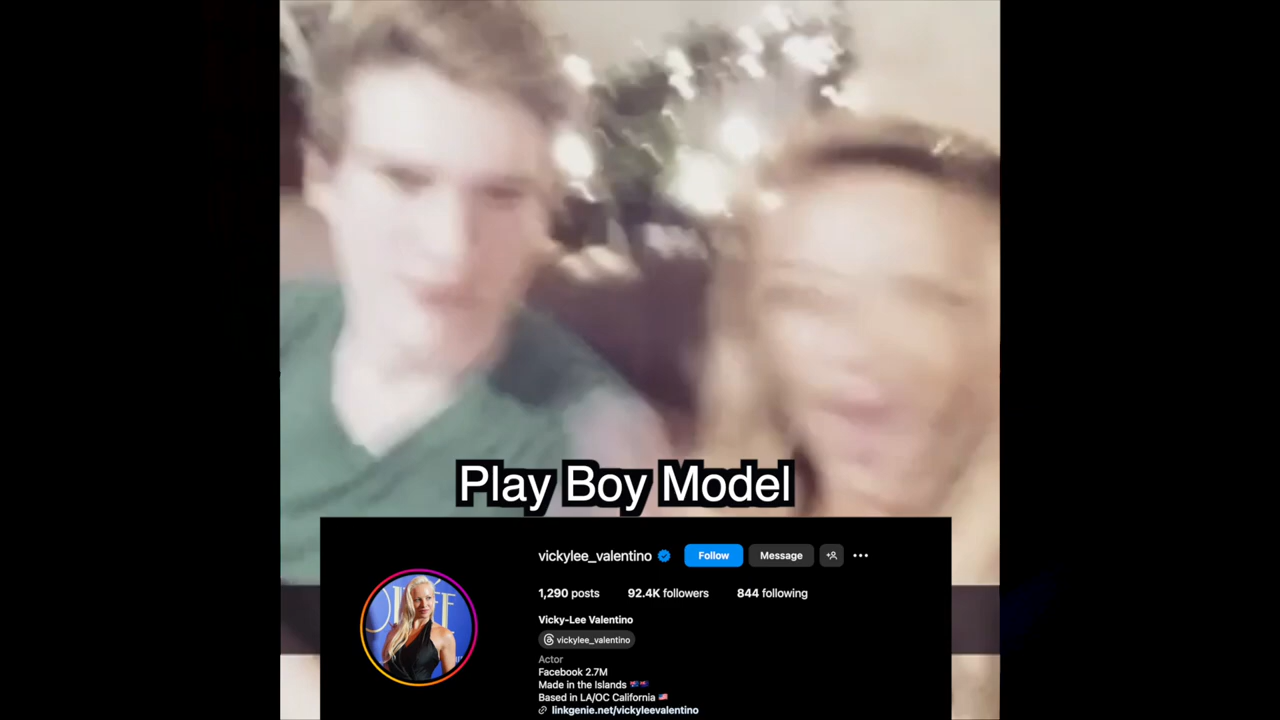 Play Boy Model
vickylee_valentino Follow Message
1,290 posts 92.4K followers 844 following
Vicky-Lee Valentino
vickylee_valentino
Actor
Facebook 2.7M
Made in the Islands 🇦🇺🇳🇿
Based in LA/OC California 🇺🇸
linkgenie.net/vickyleevalentino